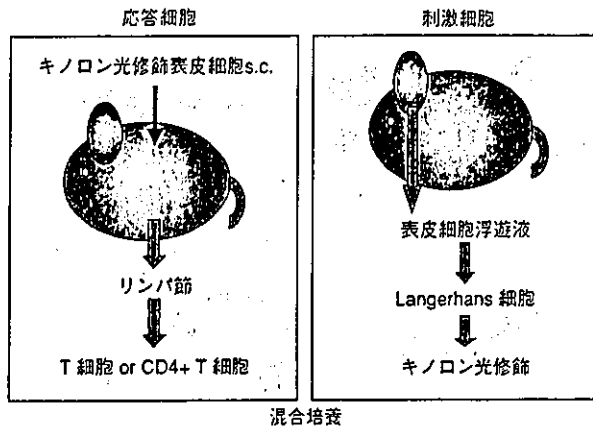 応答細胞
キノロン光修飾表皮細胞s.c.
リンパ節
T 細胞 or CD4+ T 細胞
刺激細胞
表皮細胞浮遊液
Langerhans 細胞
キノロン光修飾
混合培養